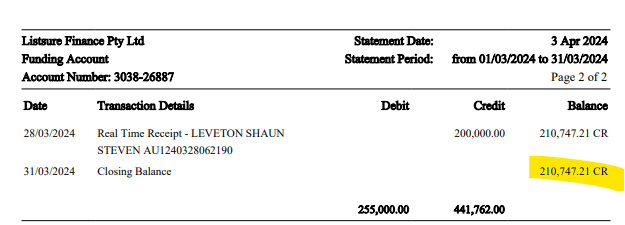 Listsure Finance Pty Ltd Statement Date: 3 Apr 2024
Funding Account Statement Period: from 01/03/2024 to 31/03/2024
Account Number: 3038-26887 Page 2 of 2
Date Transaction Details Debit Credit Balance
28/03/2024 Real Time Receipt - LEVETON SHAUN 200,000.00 210,747.21 CR
STEVEN AU1240328062190
31/03/2024 Closing Balance 210,747.21 CR
255,000.00 441,762.00